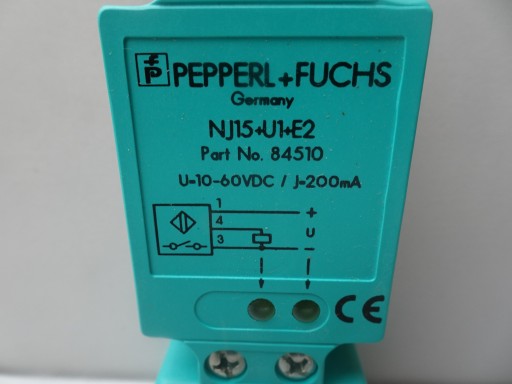 PEPPERL+FUCHS
Germany
NJ15+U1+E2
Part No. 84510
U=10-60VDC / J=200mA
1 +
4 U
3 –
CE